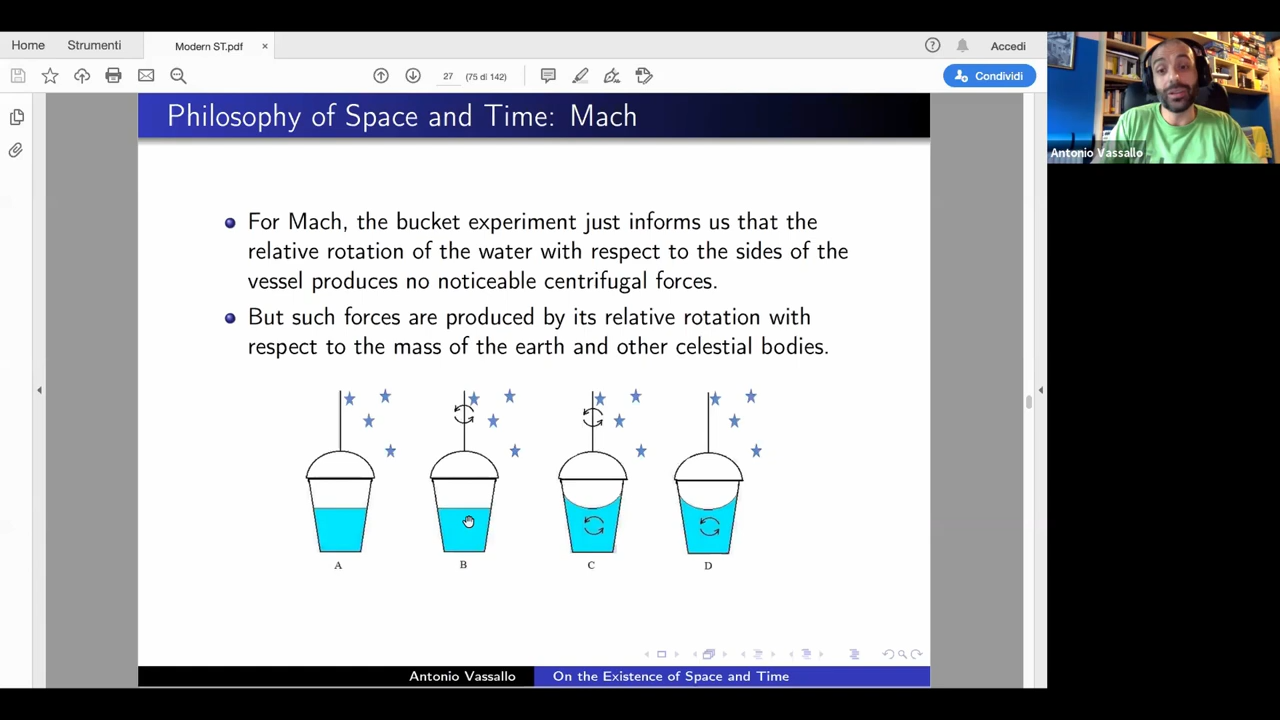 Home Strumenti Modern ST.pdf × Accedi
27 (75 di 142) Condividi
Philosophy of Space and Time: Mach
Antonio Vassallo
For Mach, the bucket experiment just informs us that the
relative rotation of the water with respect to the sides of the
vessel produces no noticeable centrifugal forces.
But such forces are produced by its relative rotation with
respect to the mass of the earth and other celestial bodies.
A B C D
Antonio Vassallo On the Existence of Space and Time